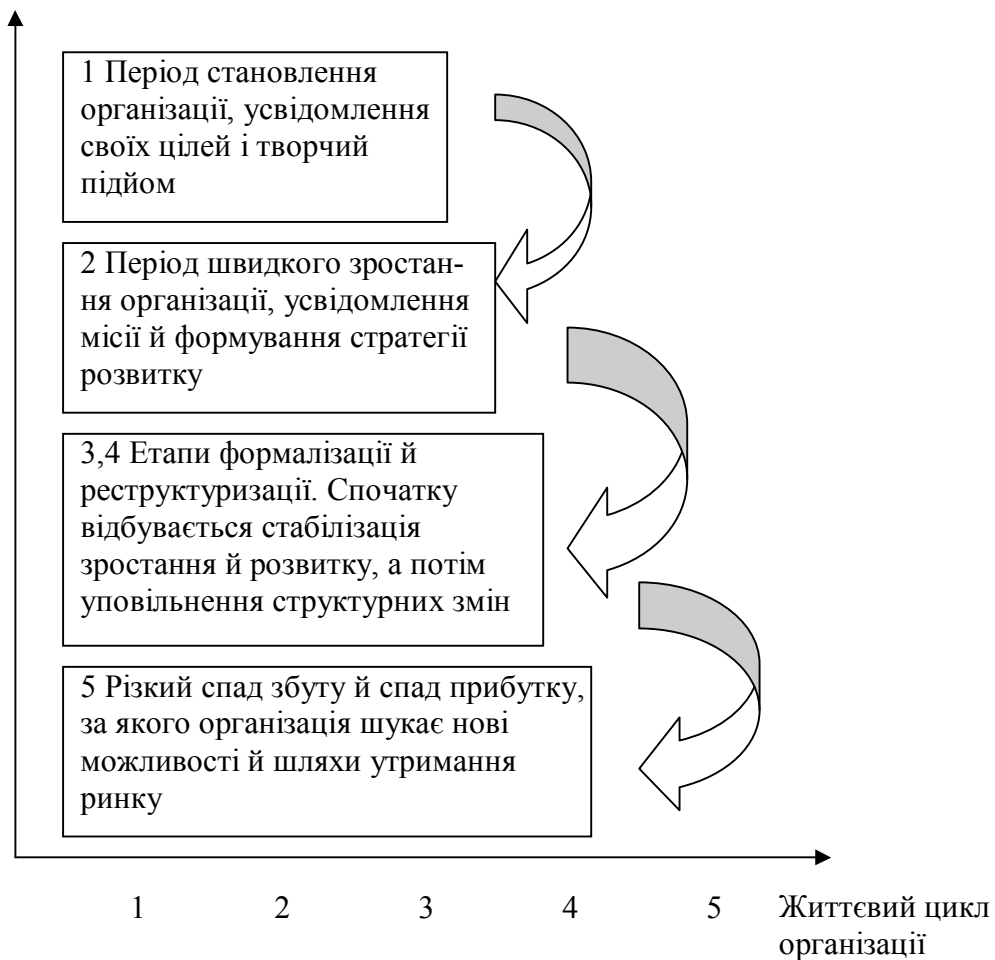 1 Період становлення
організації, усвідомлення
своїх цілей і творчий
підйом
2 Період швидкого зростан-
ня організації, усвідомлення
місії й формування стратегії
розвитку
3,4 Етапи формалізації й
реструктуризації. Спочатку
відбувається стабілізація
зростання й розвитку, а потім
уповільнення структурних змін
5 Різкий спад збуту й спад прибутку,
за якого організація шукає нові
можливості й шляхи утримання
ринку
1 2 3 4 5 Життєвий цикл
організації